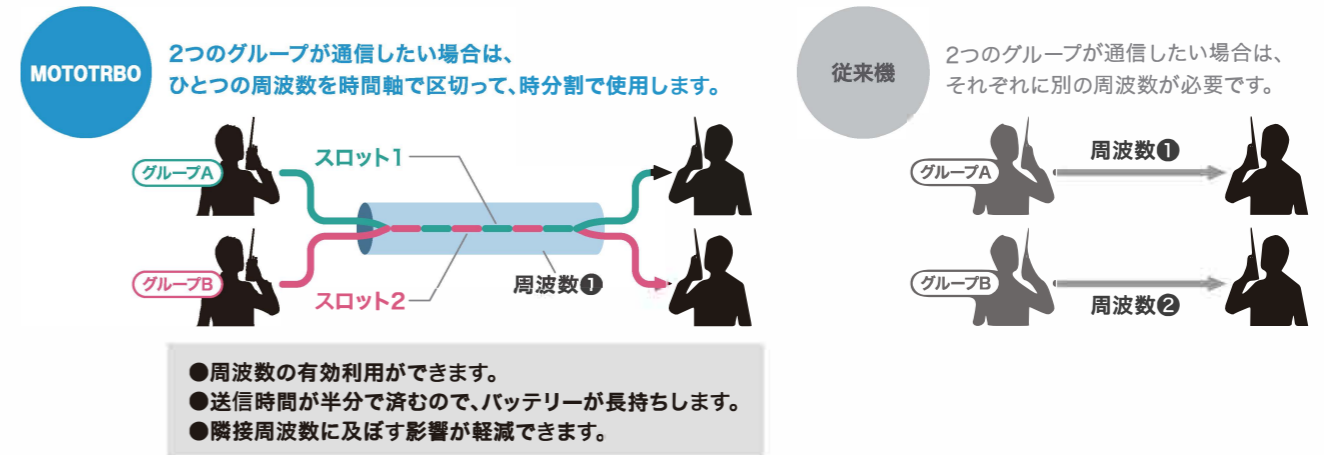 MOTOTRBO
2つのグループが通信したい場合は、
ひとつの周波数を時間軸で区切って、時分割で使用します。
グループA
スロット1
グループB
スロット2
周波数❶
●周波数の有効利用ができます。
●送信時間が半分で済むので、バッテリーが長持ちします。
●隣接周波数に及ぼす影響が軽減できます。
従来機
2つのグループが通信したい場合は、
それぞれに別の周波数が必要です。
グループA
周波数❶
グループB
周波数❷